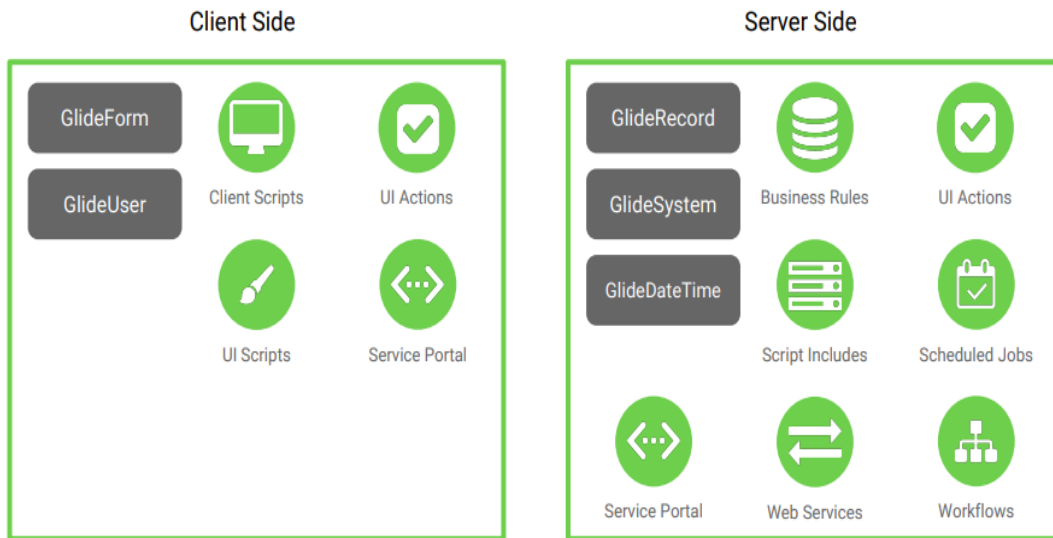 Client Side
GlideForm
GlideUser
Client Scripts
UI Actions
UI Scripts
Service Portal
Server Side
GlideRecord
GlideSystem
GlideDateTime
Business Rules
UI Actions
Script Includes
Scheduled Jobs
Service Portal
Web Services
Workflows